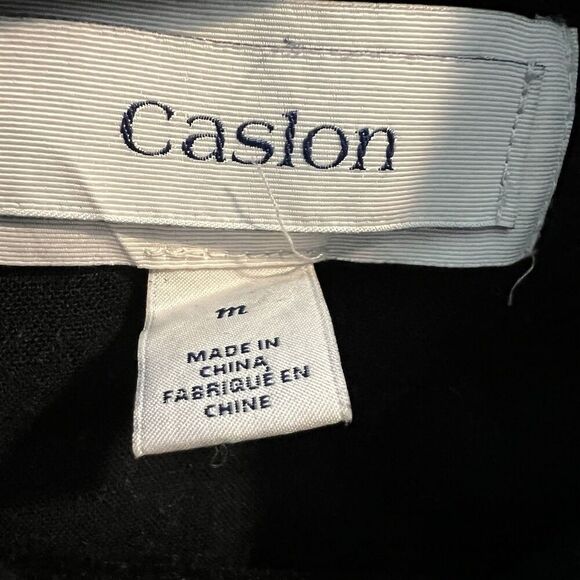 Caslon
m
MADE IN
CHINA
FABRIQUÉ EN
CHINE